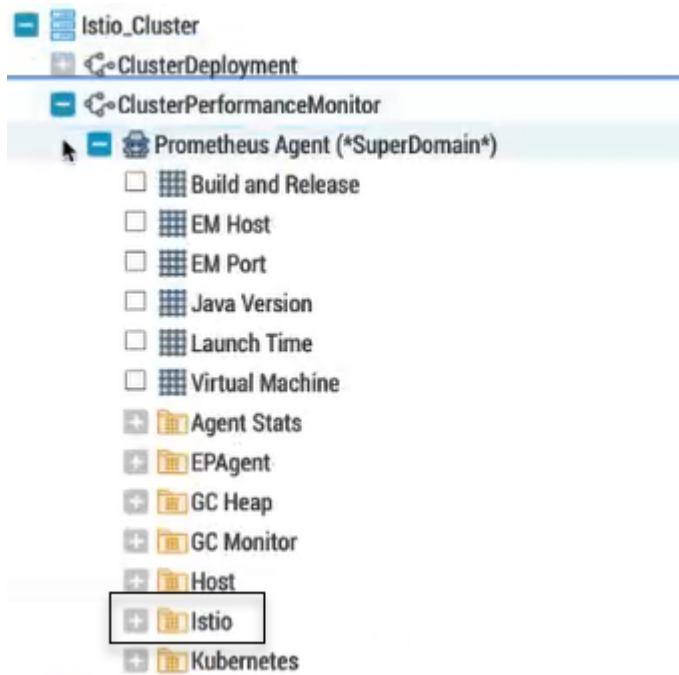 Istio_Cluster
ClusterDeployment
ClusterPerformanceMonitor
Prometheus Agent (*SuperDomain*)
Build and Release
EM Host
EM Port
Java Version
Launch Time
Virtual Machine
Agent Stats
EPAgent
GC Heap
GC Monitor
Host
Istio
Kubernetes